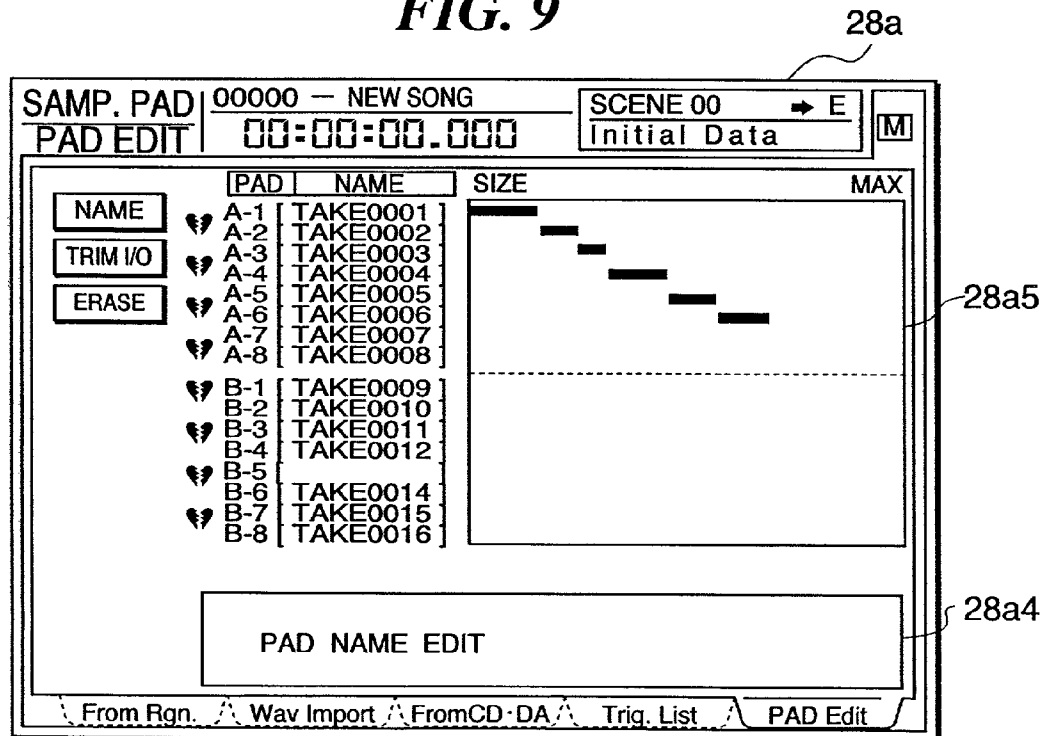 FIG. 9
28a
SAMP. PAD
PAD EDIT
00000 — NEW SONG
00:00:00.000
SCENE 00 ➡ E
Initial Data
M
NAME
TRIM I/O
ERASE
PAD NAME SIZE MAX
A-1 [ TAKE0001 ]
A-2 [ TAKE0002 ]
A-3 [ TAKE0003 ]
A-4 [ TAKE0004 ]
A-5 [ TAKE0005 ]
A-6 [ TAKE0006 ]
A-7 [ TAKE0007 ]
A-8 [ TAKE0008 ]
B-1 [ TAKE0009 ]
B-2 [ TAKE0010 ]
B-3 [ TAKE0011 ]
B-4 [ TAKE0012 ]
B-5 [ ]
B-6 [ TAKE0014 ]
B-7 [ TAKE0015 ]
B-8 [ TAKE0016 ]
28a5
PAD NAME EDIT
28a4
From Rgn. Wav Import FromCD·DA Trig. List PAD Edit